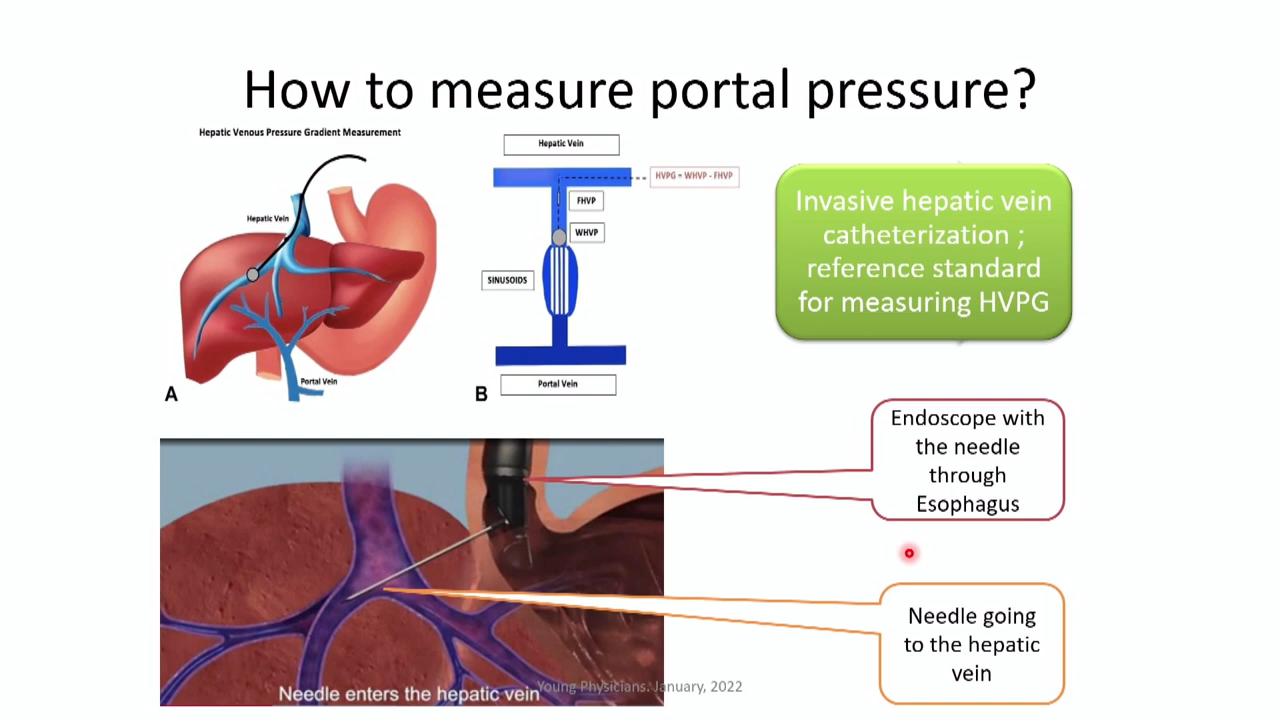 How to measure portal pressure?
Hepatic Venous Pressure Gradient Measurement
Hepatic Vein
Portal Vein
A
Hepatic Vein
HVPG = WHVP - FHVP
FHVP
WHVP
SINUSOIDS
Portal Vein
B
Invasive hepatic vein
catheterization ;
reference standard
for measuring HVPG
Endoscope with
the needle
through
Esophagus
Needle going
to the hepatic
vein
Needle enters the hepatic vein
Young Physicians. January, 2022